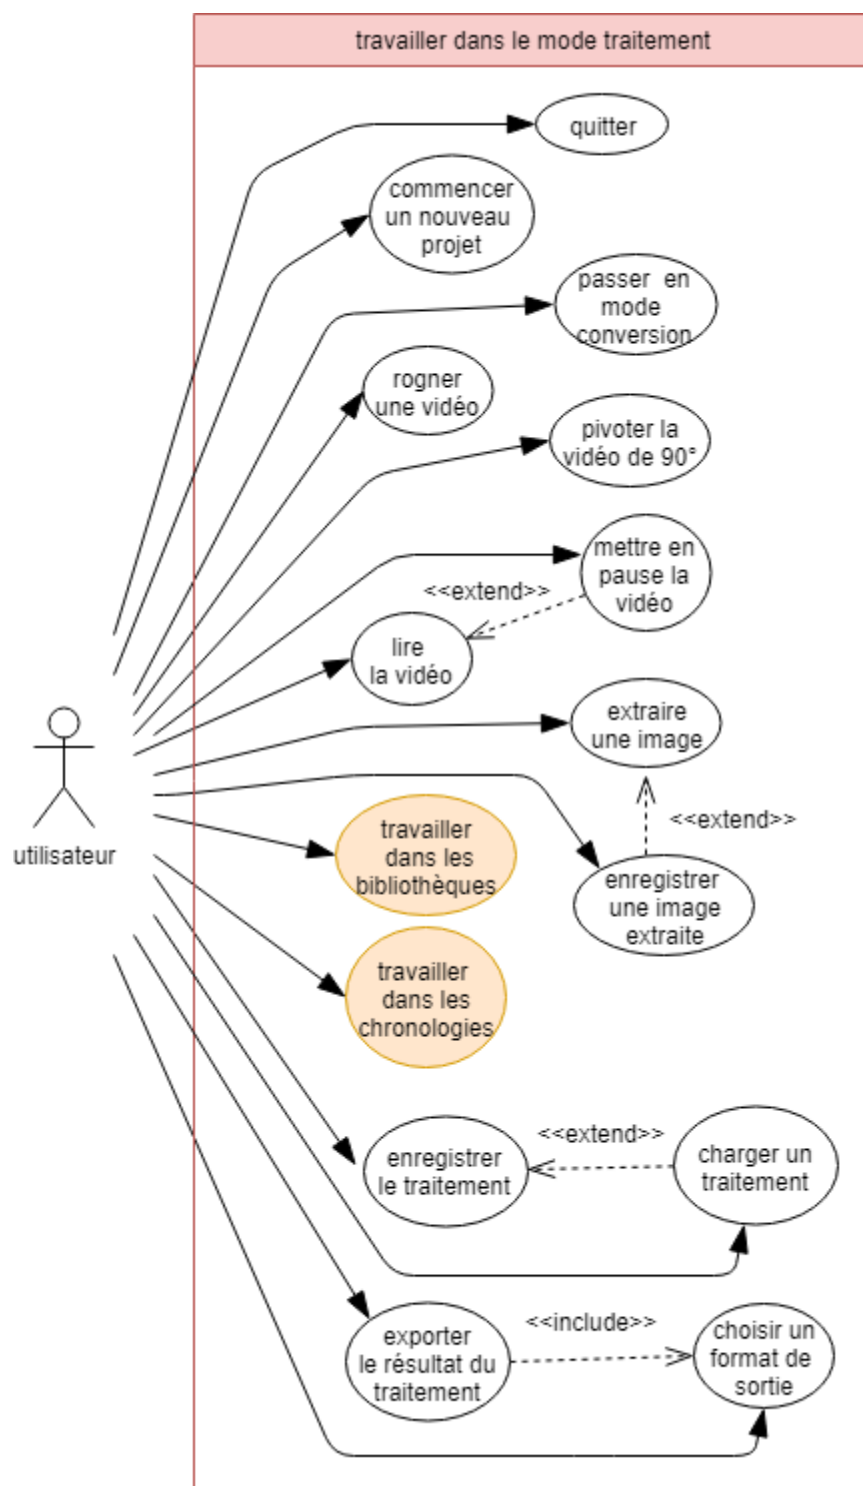 travailler dans le mode traitement
quitter
commencer
un nouveau
projet
passer en
mode
conversion
rogner
une vidéo
pivoter la
vidéo de 90°
mettre en
pause la
vidéo
<<extend>>
lire
la vidéo
extraire
une image
<<extend>>
utilisateur
travailler
dans les
bibliothèques
enregistrer
une image
extraite
travailler
dans les
chronologies
enregistrer
le traitement
<<extend>>
charger un
traitement
exporter
le résultat du
traitement
<<include>>
choisir un
format de
sortie